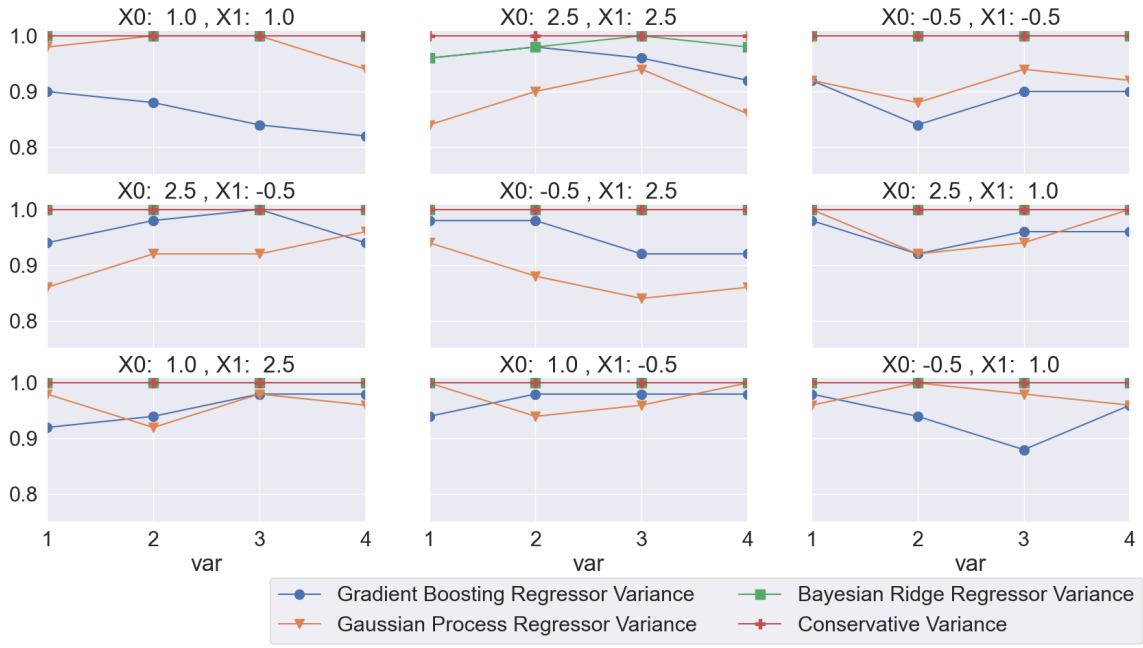 X0: 1.0 , X1: 1.0
X0: 2.5 , X1: 2.5
X0: -0.5 , X1: -0.5
1.0
0.9
0.8
X0: 2.5 , X1: -0.5
X0: -0.5 , X1: 2.5
X0: 2.5 , X1: 1.0
1.0
0.9
0.8
X0: 1.0 , X1: 2.5
X0: 1.0 , X1: -0.5
X0: -0.5 , X1: 1.0
1.0
0.9
0.8
1 2 3 4
1 2 3 4
1 2 3 4
var
var
var
Gradient Boosting Regressor Variance
Gaussian Process Regressor Variance
Bayesian Ridge Regressor Variance
Conservative Variance